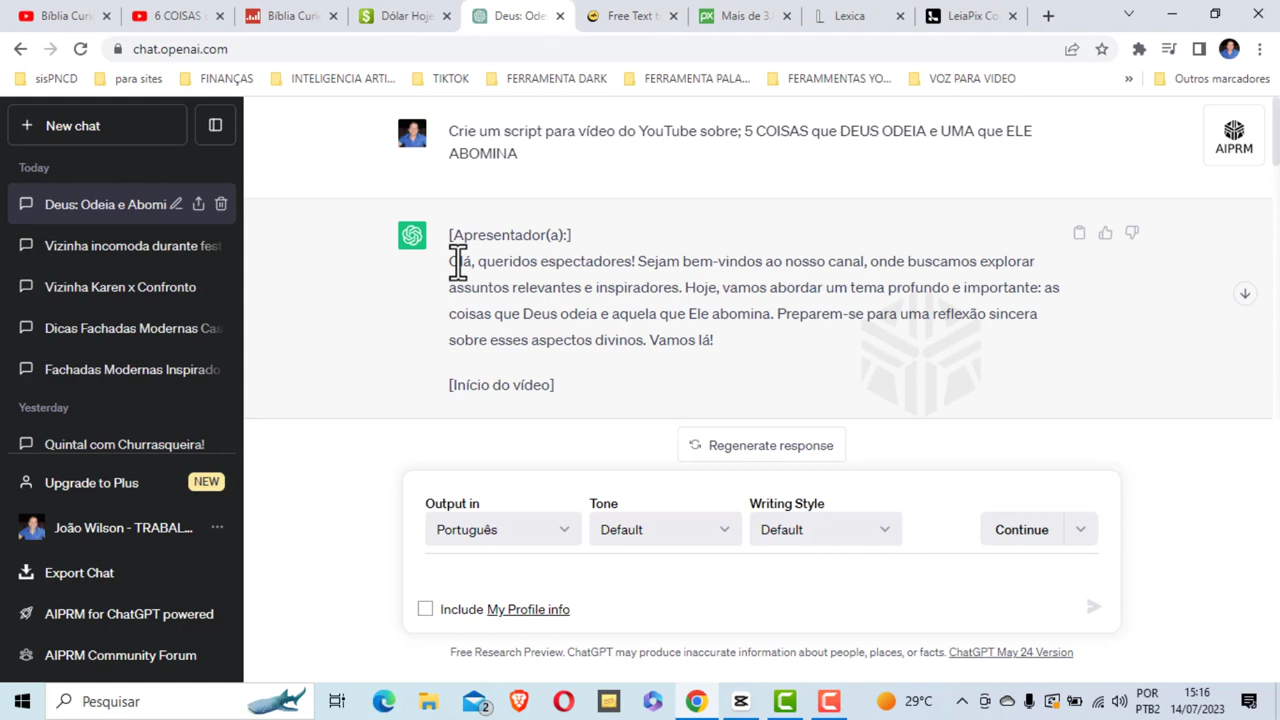 Bíblia Curi
6 COISAS
Bíblia Curi
Dólar Hoje
Deus: Ode
Free Text t
Mais de 3.
Lexica
LeiaPix Co
chat.openai.com
sisPNCD
para sites
FINANÇAS
INTELIGENCIA ARTI...
TIKTOK
FERRAMENTA DARK
FERRAMENTA PALA...
FERAMMENTAS YO...
VOZ PARA VIDEO
»
Outros marcadores
+ New chat
Today
Deus: Odeia e Abomi
Vizinha incomoda durante fest
Vizinha Karen x Confronto
Dicas Fachadas Modernas Cas
Fachadas Modernas Inspirado
Yesterday
Quintal com Churrasqueira!
Upgrade to Plus
NEW
João Wilson - TRABAL...
Export Chat
AIPRM for ChatGPT powered
AIPRM Community Forum
Crie um script para vídeo do YouTube sobre; 5 COISAS que DEUS ODEIA e UMA que ELE
ABOMINA
AIPRM
[Apresentador(a):]
Olá, queridos espectadores! Sejam bem-vindos ao nosso canal, onde buscamos explorar
assuntos relevantes e inspiradores. Hoje, vamos abordar um tema profundo e importante: as
coisas que Deus odeia e aquela que Ele abomina. Preparem-se para uma reflexão sincera
sobre esses aspectos divinos. Vamos lá!
[Início do vídeo]
Regenerate response
Output in
Tone
Writing Style
Português
Default
Default
Continue
Include My Profile info
Free Research Preview. ChatGPT may produce inaccurate information about people, places, or facts. ChatGPT May 24 Version
Pesquisar
2
29°C
POR
PTB2
15:16
14/07/2023